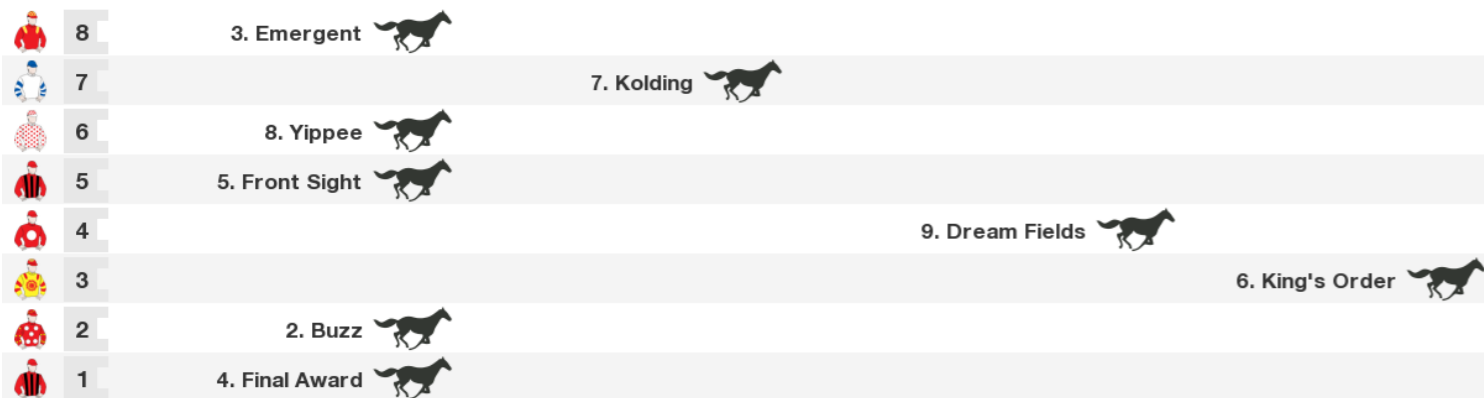 8 3. Emergent
7 7. Kolding
6 8. Yippee
5 5. Front Sight
4 9. Dream Fields
3 6. King's Order
2 2. Buzz
1 4. Final Award